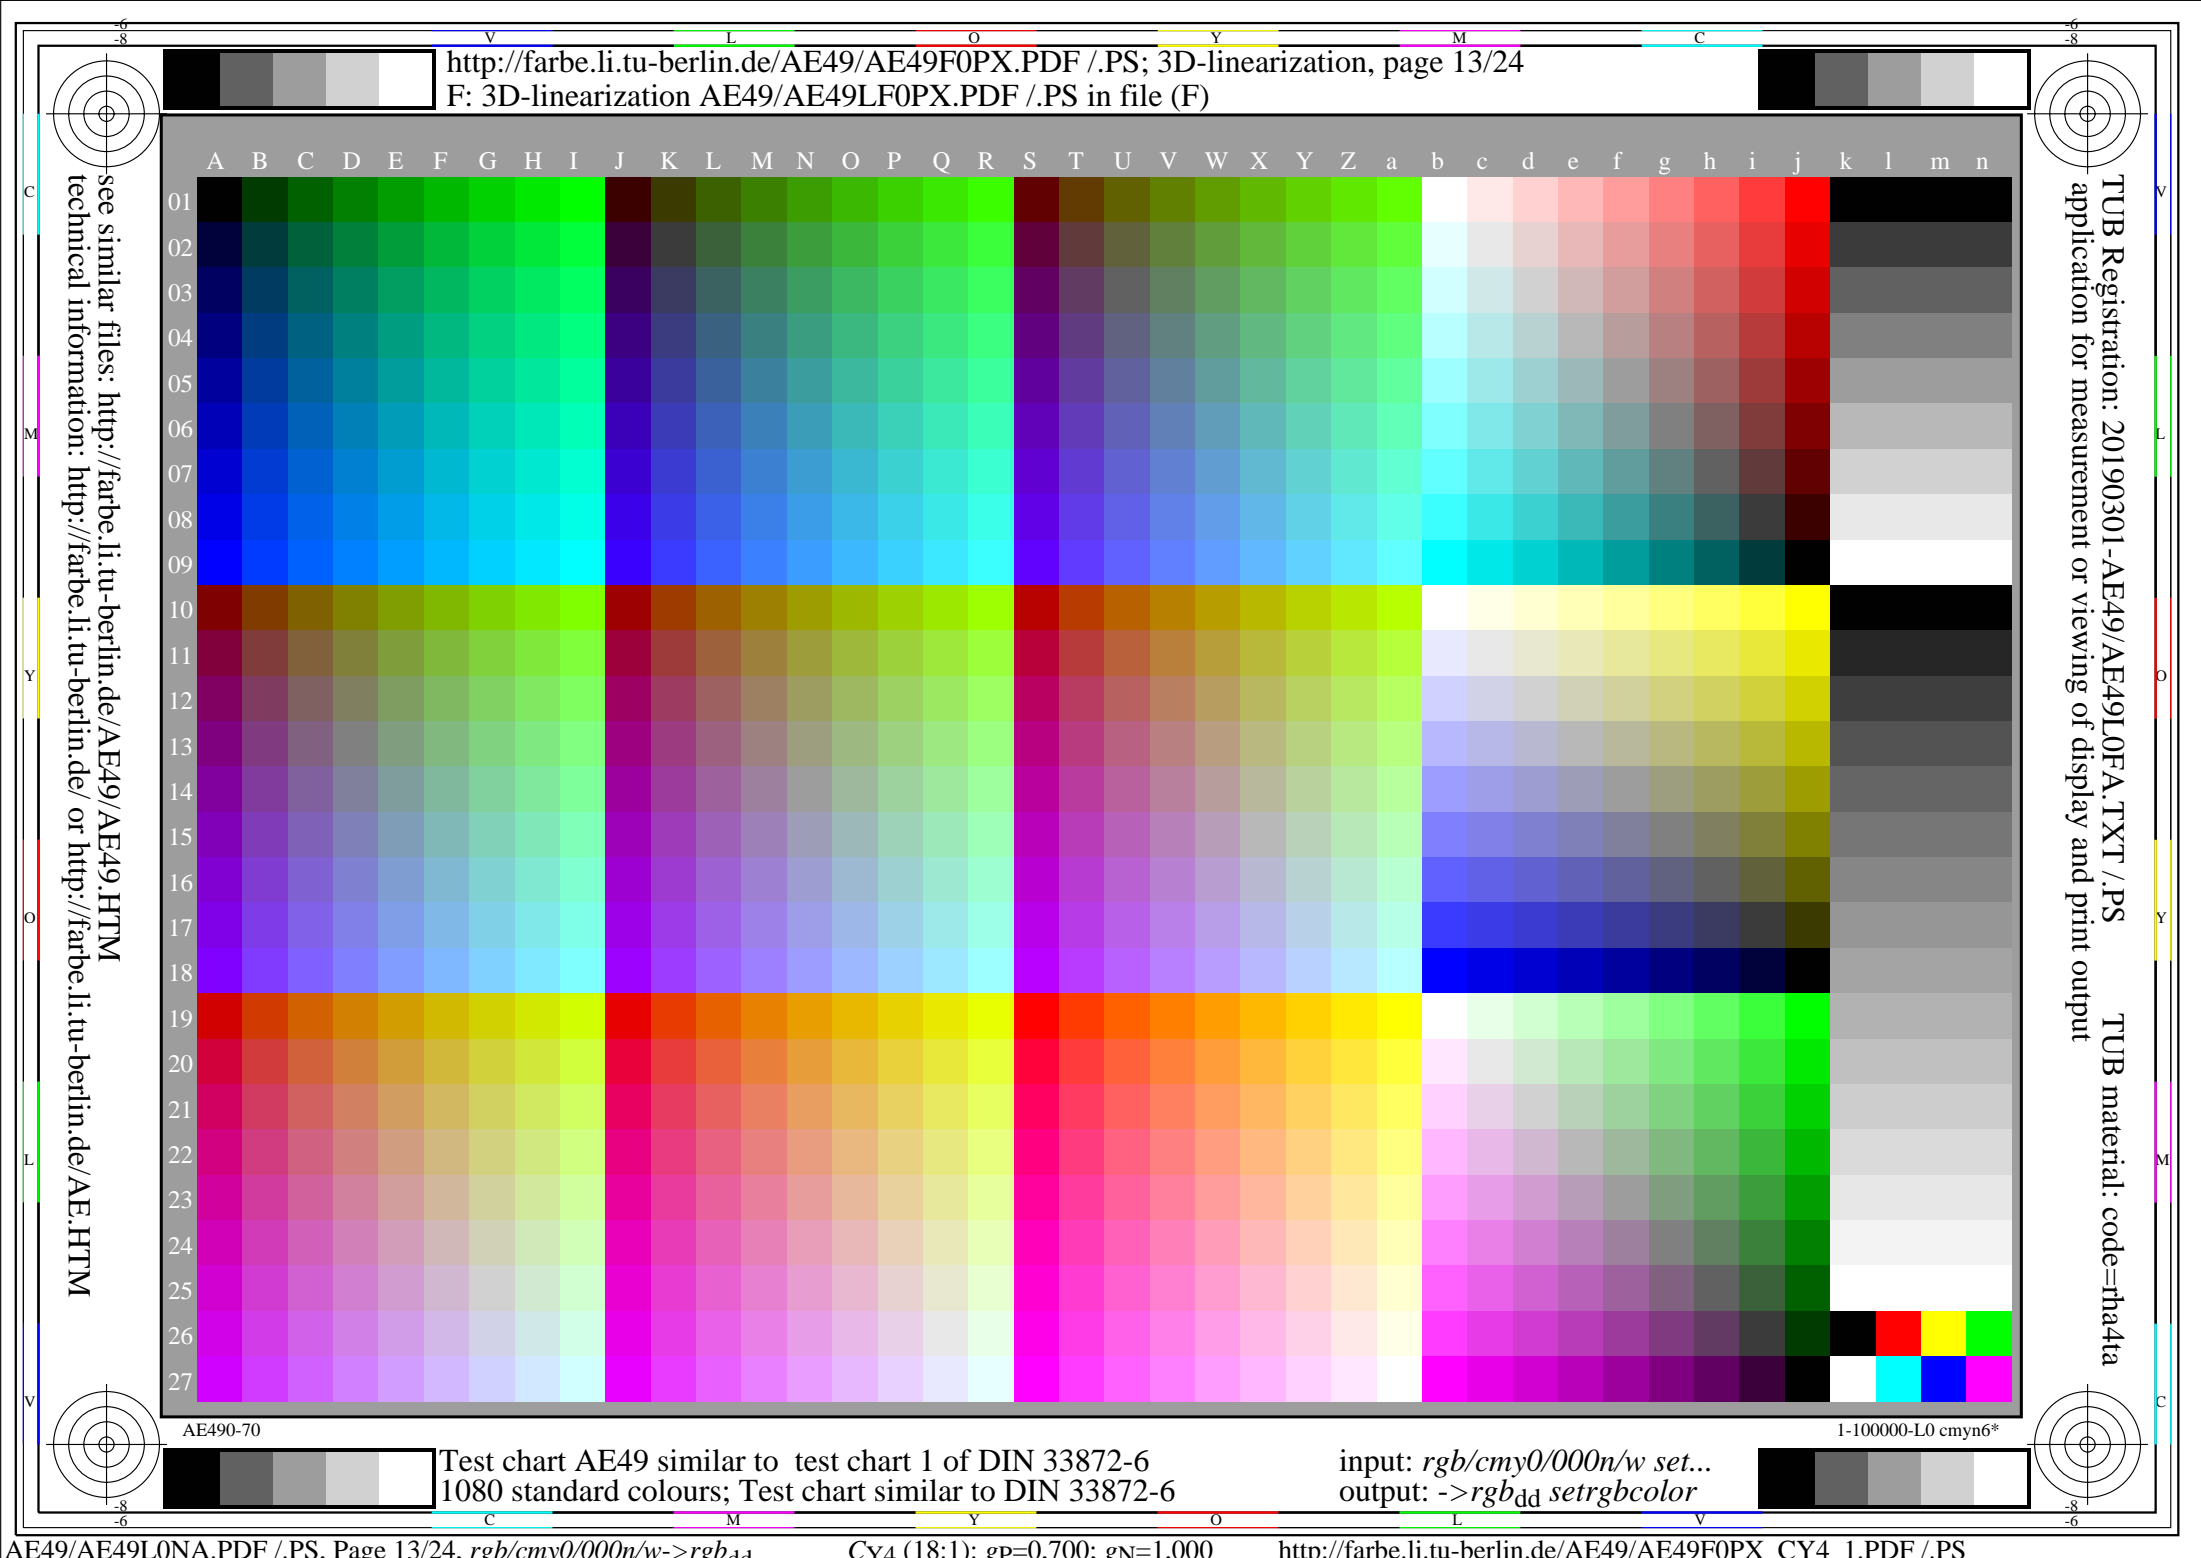 -6
-8
-6
-8
V L O Y M C
http://farbe.li.tu-berlin.de/AE49/AE49F0PX.PDF /.PS; 3D-linearization, page 13/24
F: 3D-linearization AE49/AE49LF0PX.PDF /.PS in file (F)
A B C D E F G H I J K L M N O P Q R S T U V W X Y Z a b c d e f g h i j k l m n
01
02
03
04
05
06
07
08
09
10
11
12
13
14
15
16
17
18
19
20
21
22
23
24
25
26
27
see similar files: http://farbe.li.tu-berlin.de/AE49/AE49.HTM
technical information: http://farbe.li.tu-berlin.de/ or http://farbe.li.tu-berlin.de/AE.HTM
C
M
Y
O
L
V
TUB Registration: 20190301-AE49/AE49L0FA.TXT /.PS TUB material: code=rha4ta
application for measurement or viewing of display and print output
V
L
O
Y
M
C
AE490-70
1-100000-L0 cmyn6*
Test chart AE49 similar to test chart 1 of DIN 33872-6
1080 standard colours; Test chart similar to DIN 33872-6
input: rgb/cmy0/000n/w set...
output: ->rgbdd setrgbcolor
-8
-6
-8
-6
C M Y O L V
AE49/AE49L0NA.PDF /.PS, Page 13/24, rgb/cmy0/000n/w->rgbdd CY4 (18:1): gP=0.700; gN=1.000 http://farbe.li.tu-berlin.de/AE49/AE49F0PX_CY4_1.PDF /.PS